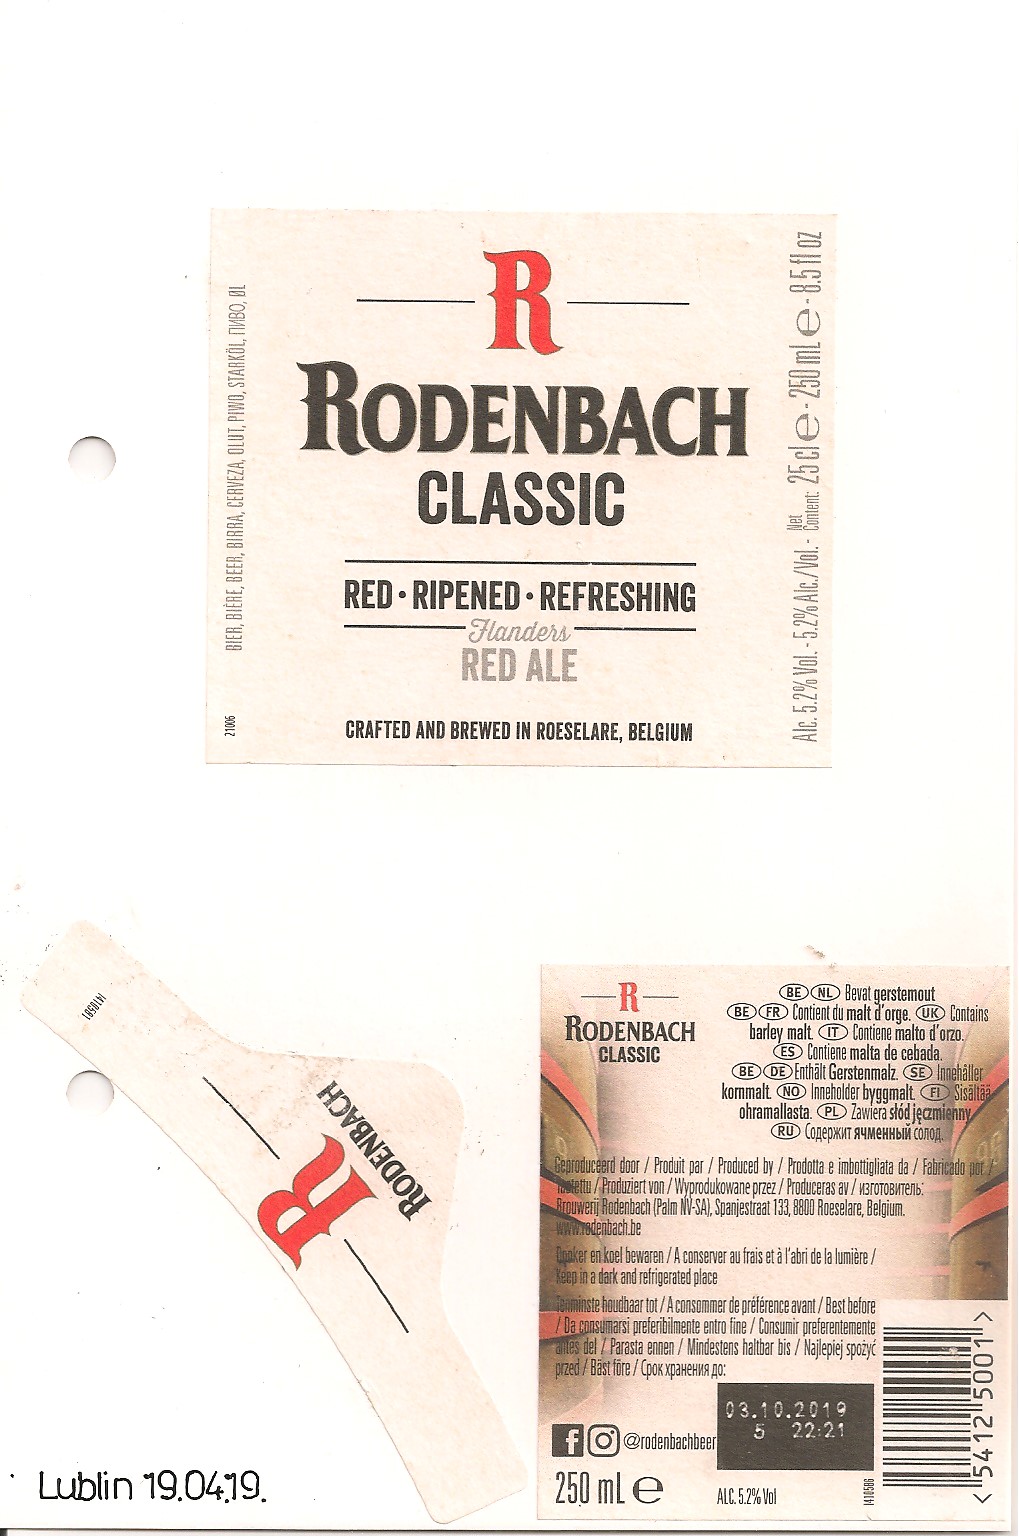 R
RODENBACH
CLASSIC
RED · RIPENED · REFRESHING
Flanders
RED ALE
CRAFTED AND BREWED IN ROESELARE, BELGIUM
BIER, BIÈRE, BEER, BIRRA, CERVEZA, OLUT, PIWO, STARKÖL, ПИВО, ØL
21006
Alc. 5.2% Vol. - 5.2% Alc./Vol. - Net Content: 25 cl e - 250 mL e - 8.5 fl oz
1410581
R
RODENBACH
R
RODENBACH
CLASSIC
BE NL Bevat gerstemout
BE FR Contient du malt d'orge. UK Contains
barley malt. IT Contiene malto d'orzo.
ES Contiene malta de cebada.
BE DE Enthält Gerstenmalz. SE Innehåller
kornmalt. NO Inneholder byggmalt. FI Sisältää
ohramallasta. PL Zawiera słód jęczmienny
RU Содержит ячменный солод.
Geproduceerd door / Produit par / Produced by / Prodotta e imbottigliata da / Fabricado por /
Tuotettu / Produziert von / Wyprodukowane przez / Produceras av / изготовитель:
Brouwerij Rodenbach (Palm NV-SA), Spanjestraat 133, 8800 Roeselare, Belgium.
www.rodenbach.be
Donker en koel bewaren / A conserver au frais et à l'abri de la lumière /
Keep in a dark and refrigerated place
Tenminste houdbaar tot / A consommer de préférence avant / Best before
/ Da consumarsi preferibilmente entro fine / Consumir preferentemente
antes del / Parasta ennen / Mindestens haltbar bis / Najlepiej spożyć
przed / Bäst före / Срок хранения до:
03.10.2019
5 22:21
@rodenbachbeer
250 mL e
ALC. 5.2% Vol
1410586
<5412 5001>
Lublin 19.04.19.